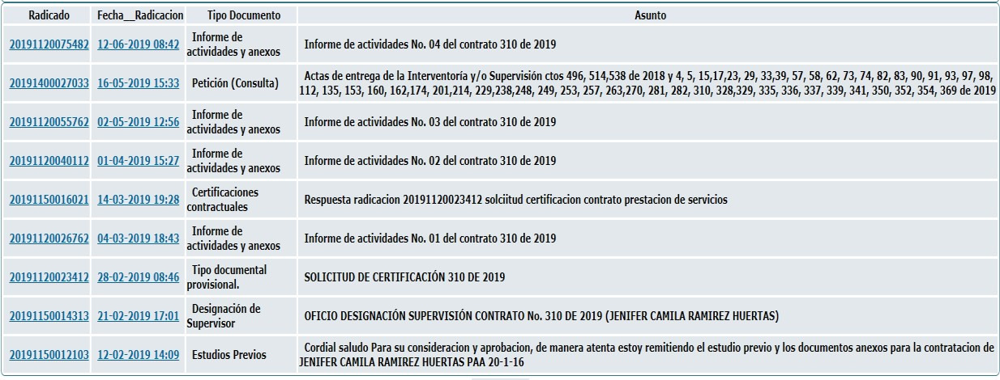 Radicado Fecha__Radicacion Tipo Documento Asunto
20191120075482 12-06-2019 08:42 Informe de actividades y anexos Informe de actividades No. 04 del contrato 310 de 2019
20191400027033 16-05-2019 15:33 Petición (Consulta) Actas de entrega de la Interventoría y/o Supervisión ctos 496, 514,538 de 2018 y 4, 5, 15,17,23, 29, 33,39, 57, 58, 62, 73, 74, 82, 83, 90, 91, 93, 97, 98,
112, 135, 153, 160, 162,174, 201,214, 229,238,248, 249, 253, 257, 263,270, 281, 282, 310, 328,329, 335, 336, 337, 339, 341, 350, 352, 354, 369 de 2019
20191120055762 02-05-2019 12:56 Informe de actividades y anexos Informe de actividades No. 03 del contrato 310 de 2019
20191120040112 01-04-2019 15:27 Informe de actividades y anexos Informe de actividades No. 02 del contrato 310 de 2019
20191150016021 14-03-2019 19:28 Certificaciones contractuales Respuesta radicacion 20191120023412 solciitud certificacion contrato prestacion de servicios
20191120026762 04-03-2019 18:43 Informe de actividades y anexos Informe de actividades No. 01 del contrato 310 de 2019
20191120023412 28-02-2019 08:46 Tipo documental provisional. SOLICITUD DE CERTIFICACIÓN 310 DE 2019
20191150014313 21-02-2019 17:01 Designación de Supervisor OFICIO DESIGNACIÓN SUPERVISIÓN CONTRATO No. 310 DE 2019 (JENIFER CAMILA RAMIREZ HUERTAS)
20191150012103 12-02-2019 14:09 Estudios Previos Cordial saludo Para su consideracion y aprobacion, de manera atenta estoy remitiendo el estudio previo y los documentos anexos para la contratacion de
JENIFER CAMILA RAMIREZ HUERTAS PAA 20-1-16